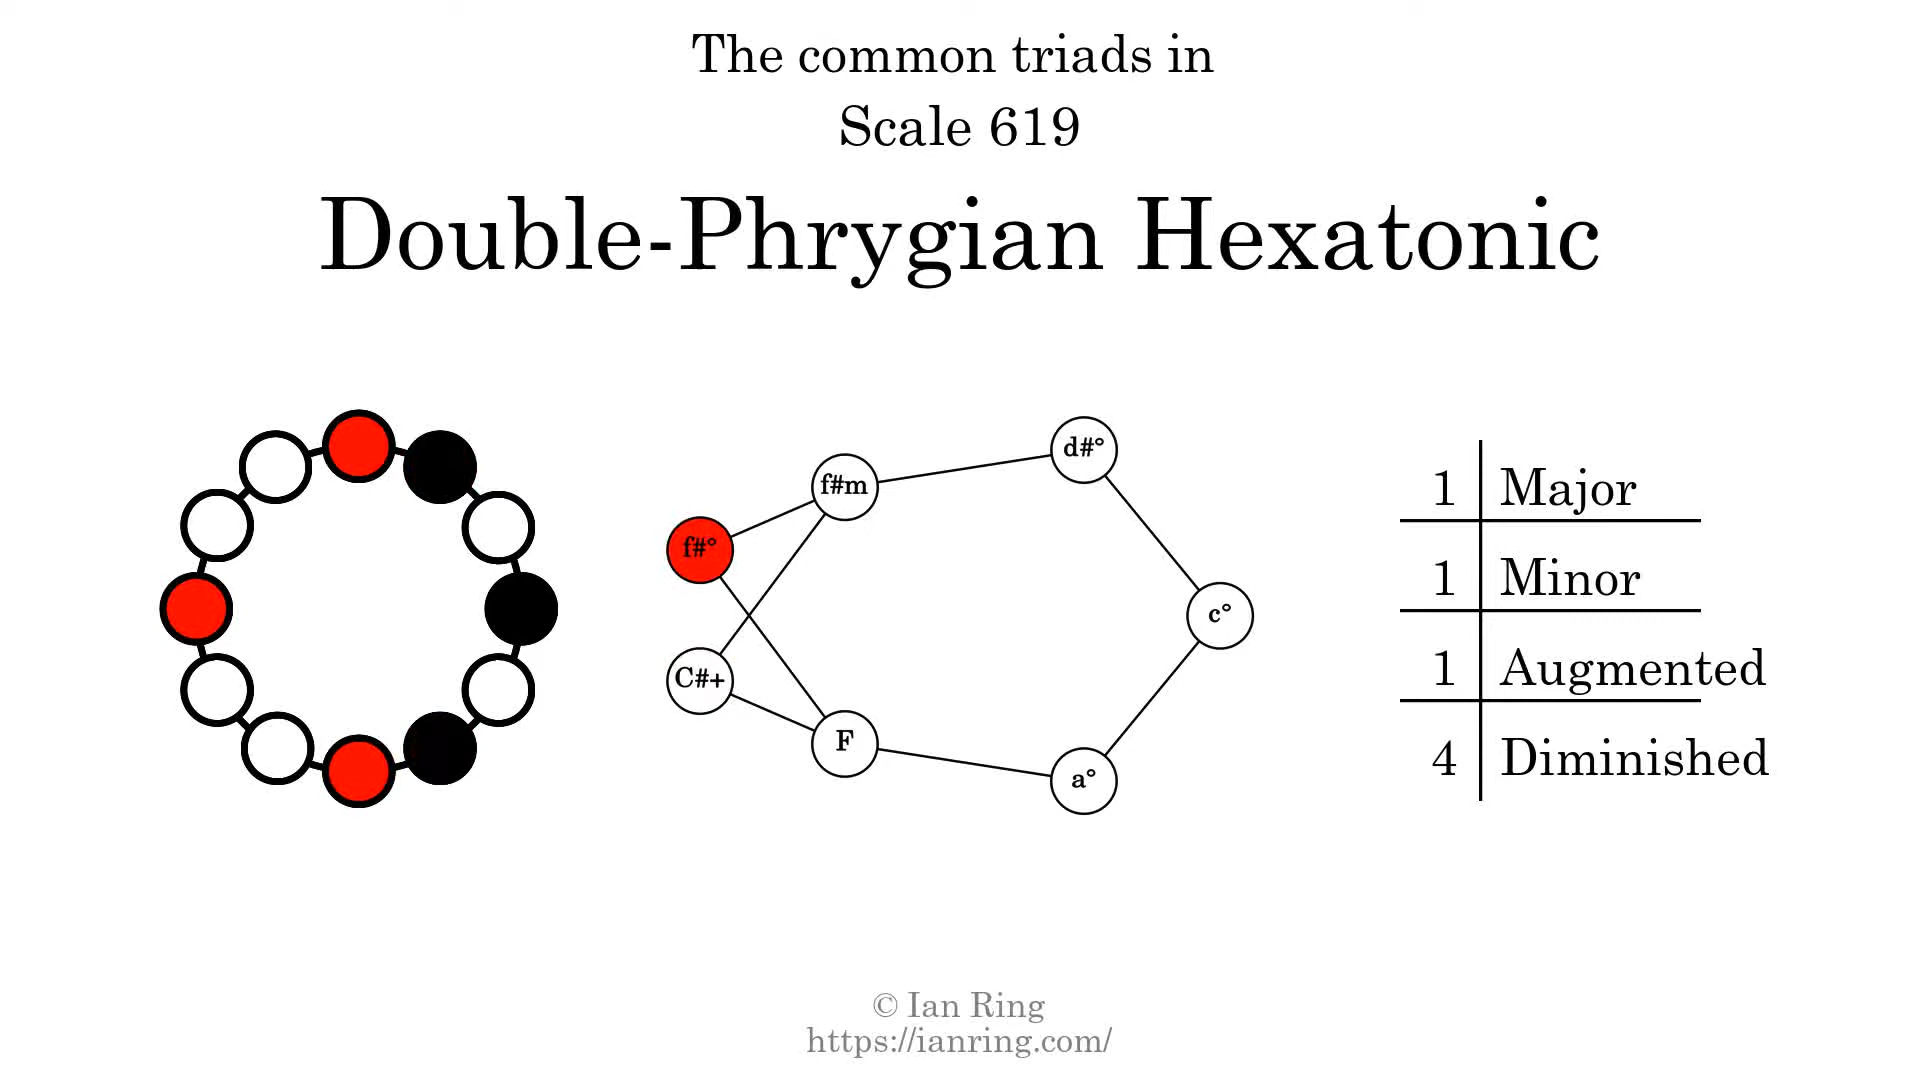 The common triads in
Scale 619
Double-Phrygian Hexatonic
d#°
f#m
f#°
c°
C#+
F
a°
1 Major
1 Minor
1 Augmented
4 Diminished
© Ian Ring
https://ianring.com/